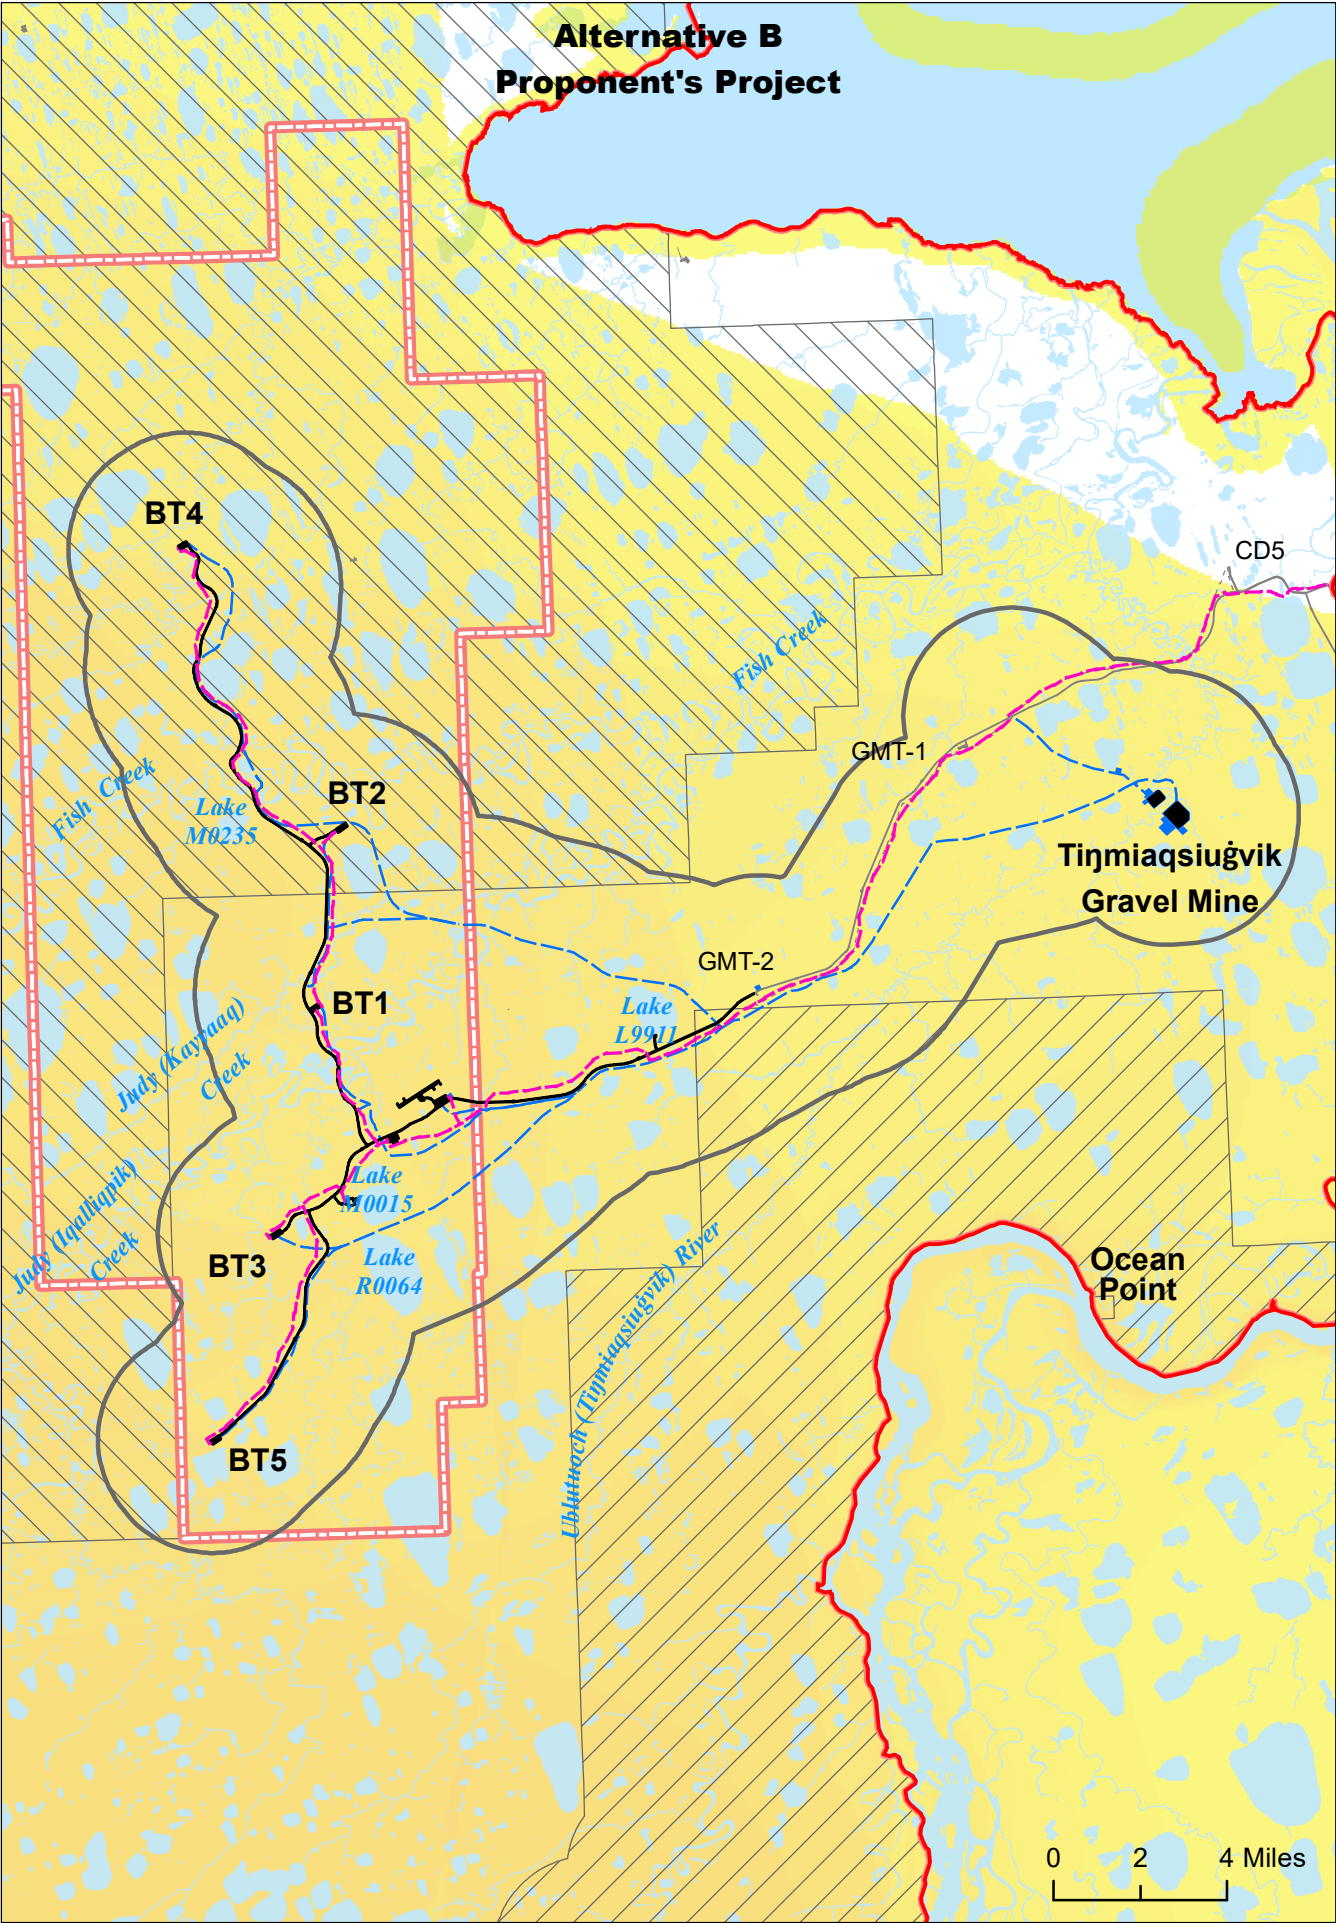 Alternative B
Proponent's Project
BT4
CD5
Fish Creek
GMT-1
Fish Creek
BT2
Lake
M0235
Tiŋmiaqsiuġvik
Gravel Mine
GMT-2
BT1
Lake
L9911
Judy (Kayyaaq)
Creek
Lake
M0015
Judy (Iqalliqpik)
Creek
BT3
Lake
R0064
Ublutuoch (Tiŋmiaqsiuġvik) River
Ocean
Point
BT5
0 2 4 Miles